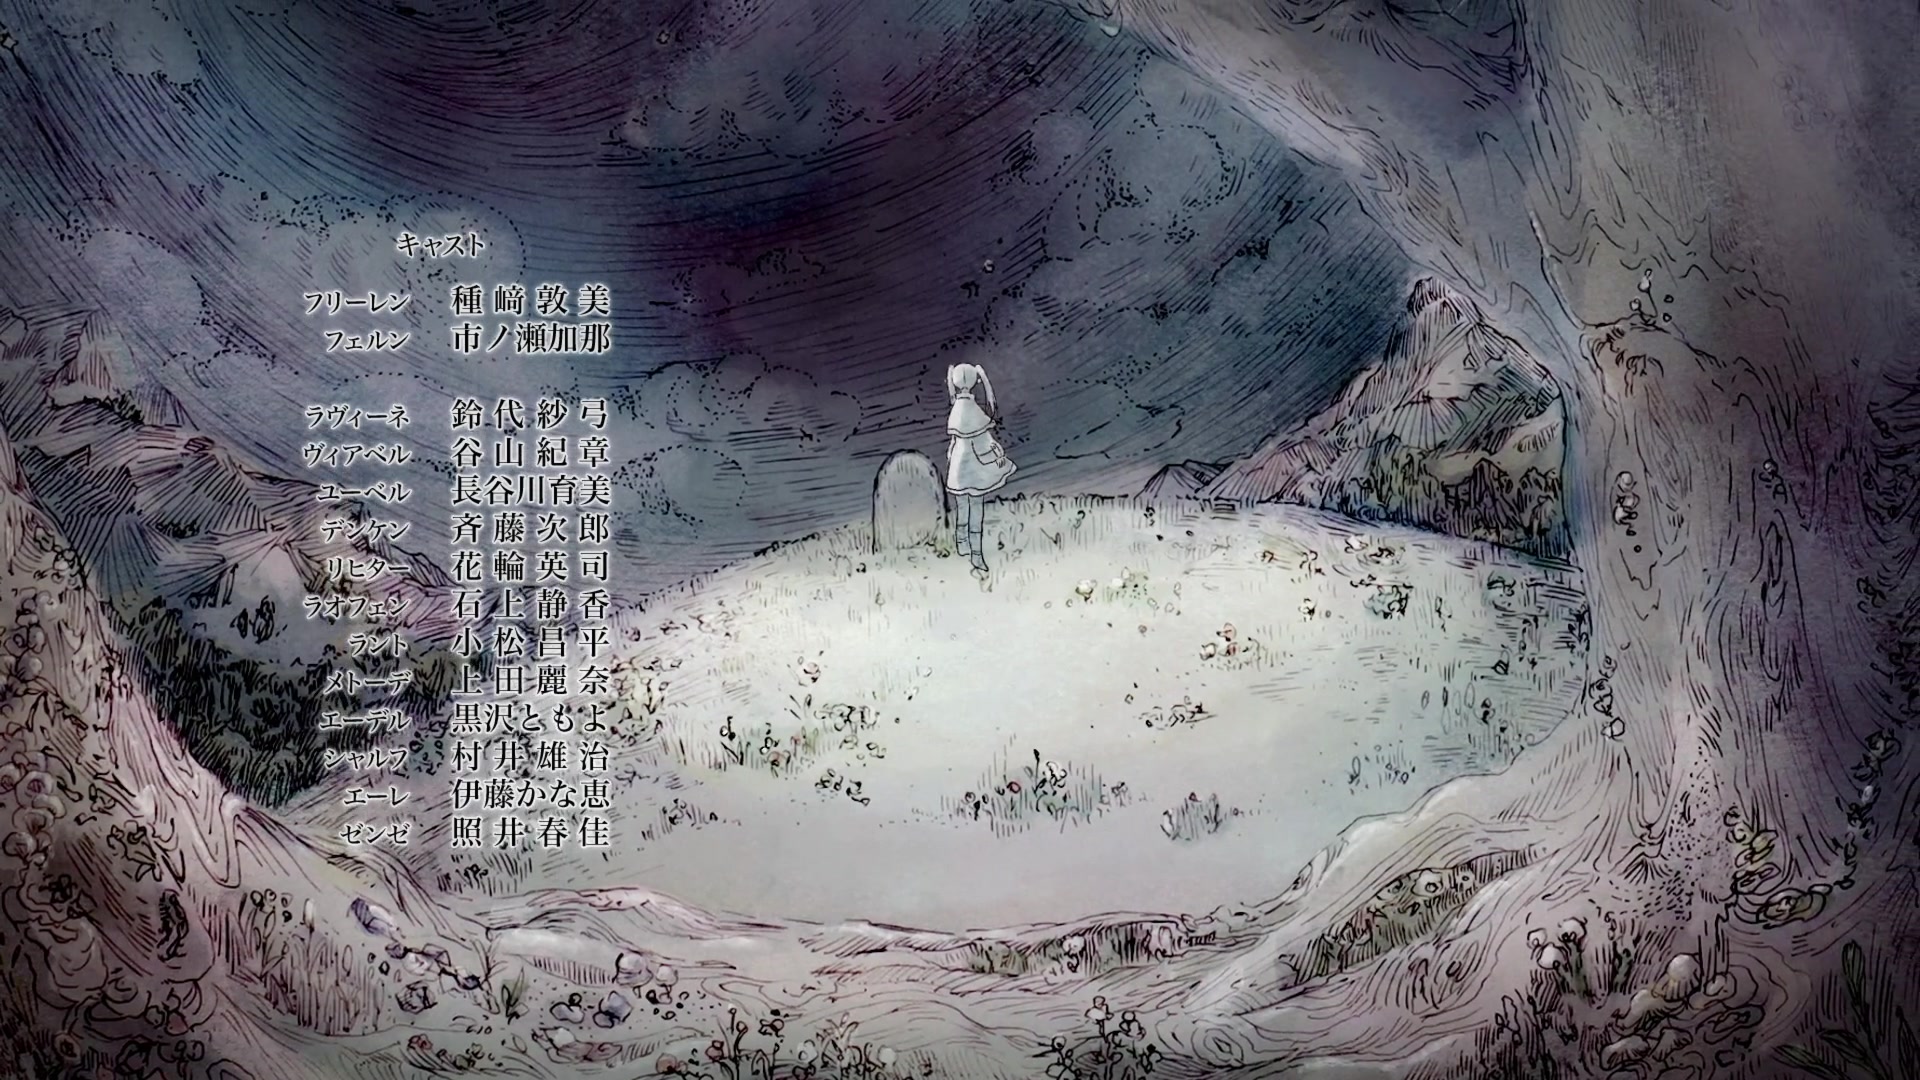 キャスト
フリーレン 種﨑敦美
フェルン 市ノ瀬加那
ラヴィーネ 鈴代紗弓
ヴィアベル 谷山紀章
ユーベル 長谷川育美
デンケン 斉藤次郎
リヒター 花輪英司
ラオフェン 石上静香
ラント 小松昌平
メトーデ 上田麗奈
エーデル 黒沢ともよ
シャルフ 村井雄治
エーレ 伊藤かな恵
ゼンゼ 照井春佳